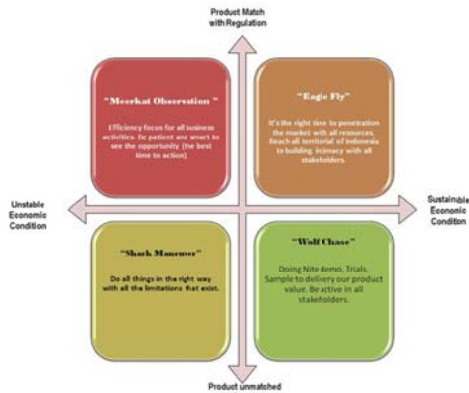 Product Match
with Regulation
"Meerkat Observation "
Efficiency focus for all business
activities. Be patient and smart to
see the opportunity (the best
time to action)
"Eagle Fly"
It's the right time to penetration
the market with all resources.
Reach all territorial of Indonesia
to building intimacy with all
stakeholders.
Unstable
Economic
Condition
Sustainable
Economic
Condition
"Shark Maneuver"
Do all things in the right way
with all the limitations that exist.
"Wolf Chase"
Doing Nite demo, Trials,
Sample to delivery our product
value. Be active in all
stakeholders.
Product unmatched